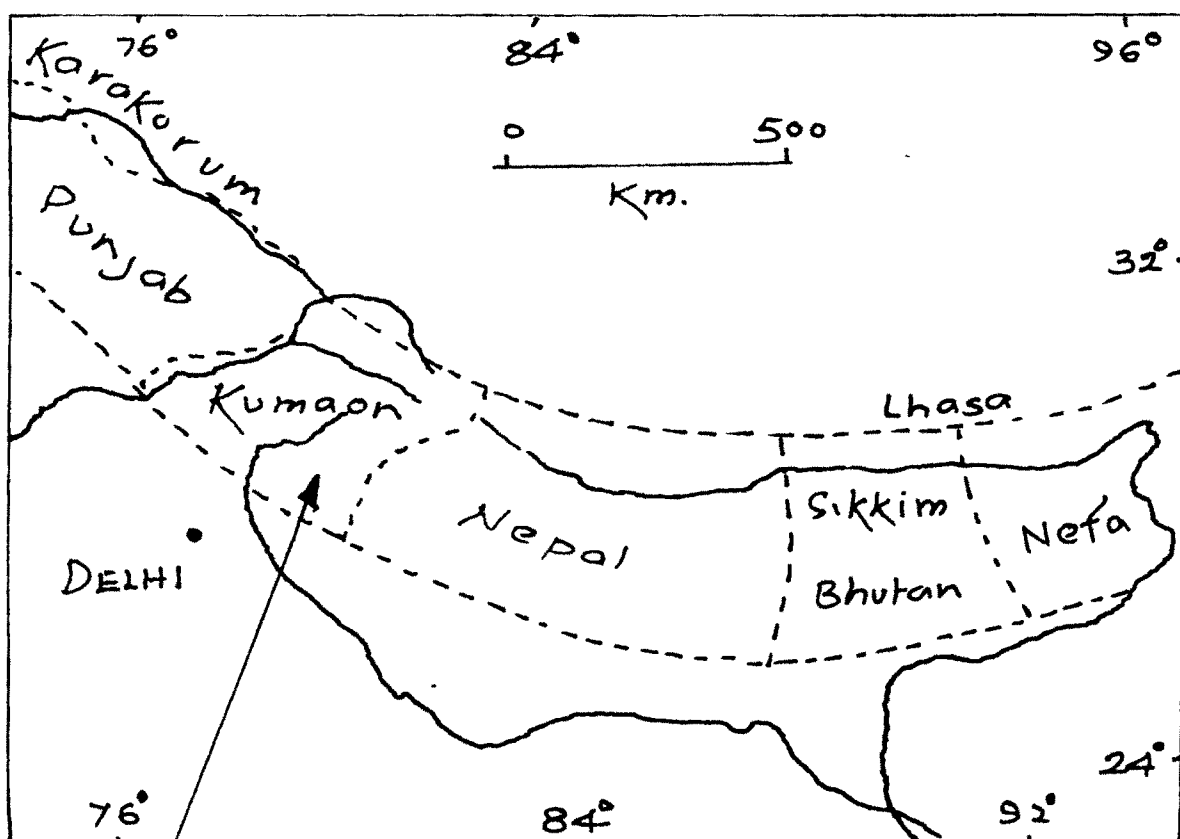 76° 84° 96°
Karakorum
0 500
Km.
Punjab
32°
Kumaon
Lhasa
Nepal
Sikkim
Nefa
DELHI
Bhutan
24°
76° 84° 92°